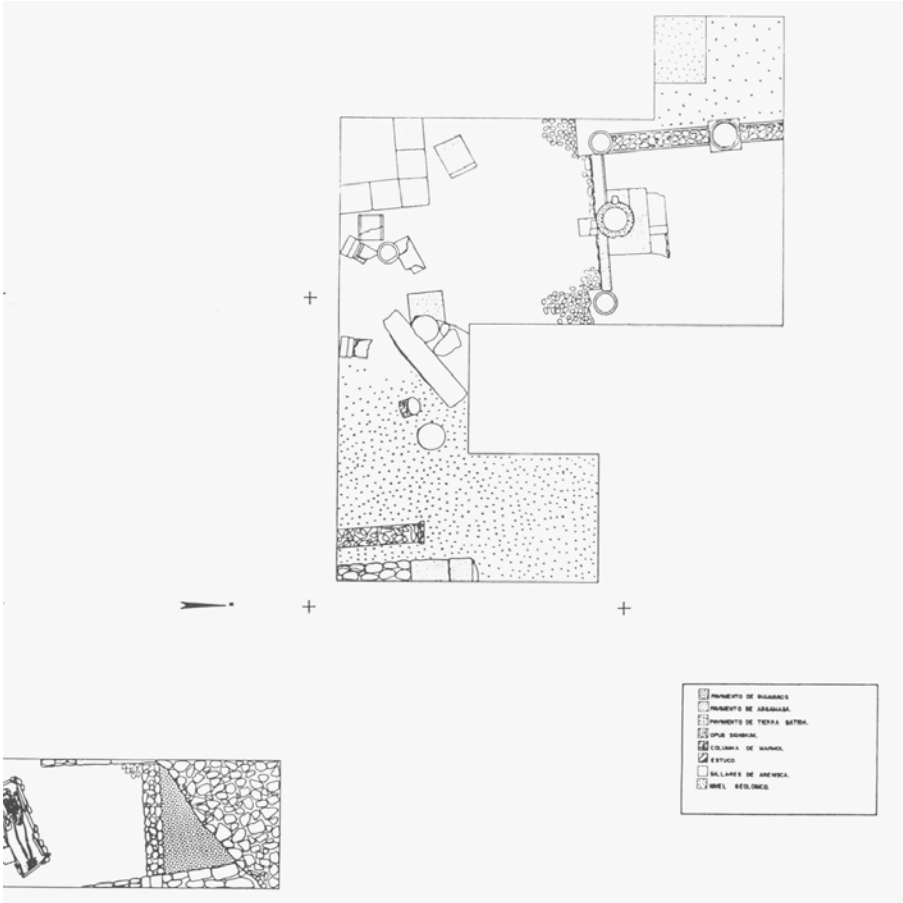 PAVIMENTO DE GUIJARROS.
PAVIMENTO DE ARGAMASA.
PAVIMENTO DE TIERRA BATIDA.
OPUS SIGNINUM.
COLUMNA DE MARMOL.
ESTUCO
SILLARES DE ARENISCA.
NIVEL GEOLOGICO.